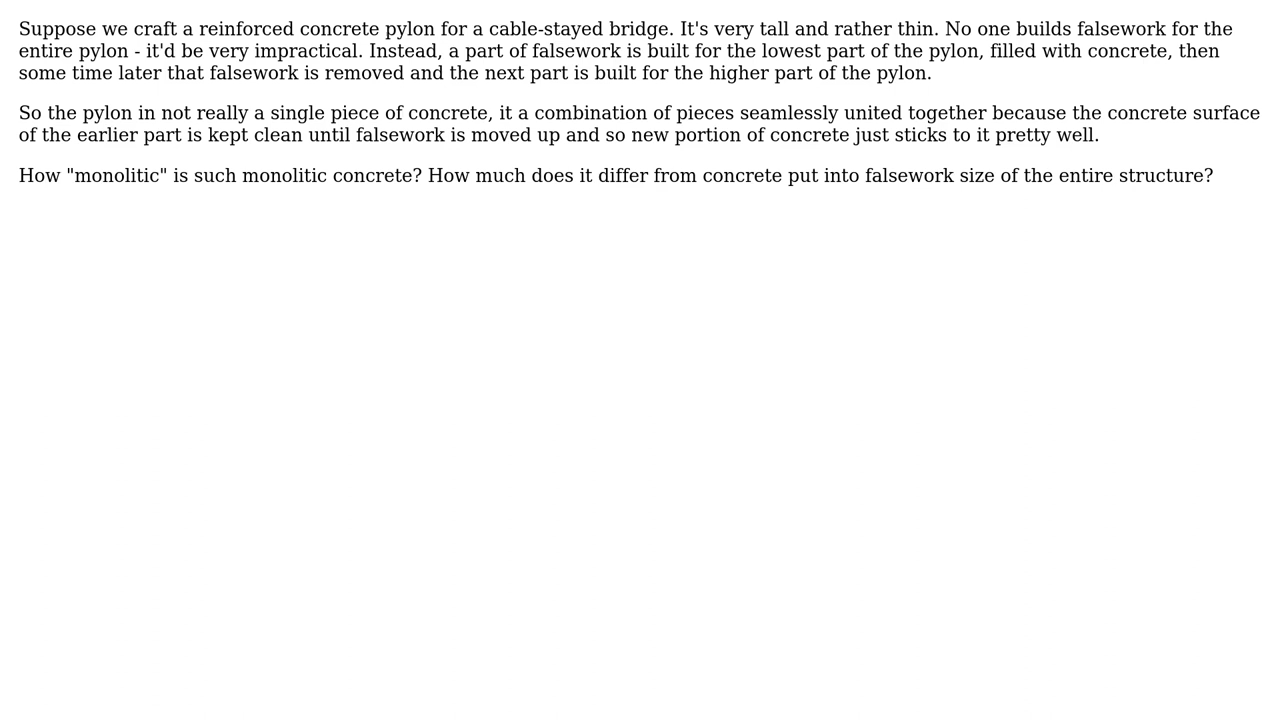 Suppose we craft a reinforced concrete pylon for a cable-stayed bridge. It's very tall and rather thin. No one builds falsework for the
entire pylon - it'd be very impractical. Instead, a part of falsework is built for the lowest part of the pylon, filled with concrete, then
some time later that falsework is removed and the next part is built for the higher part of the pylon.
So the pylon in not really a single piece of concrete, it a combination of pieces seamlessly united together because the concrete surface
of the earlier part is kept clean until falsework is moved up and so new portion of concrete just sticks to it pretty well.
How "monolitic" is such monolitic concrete? How much does it differ from concrete put into falsework size of the entire structure?